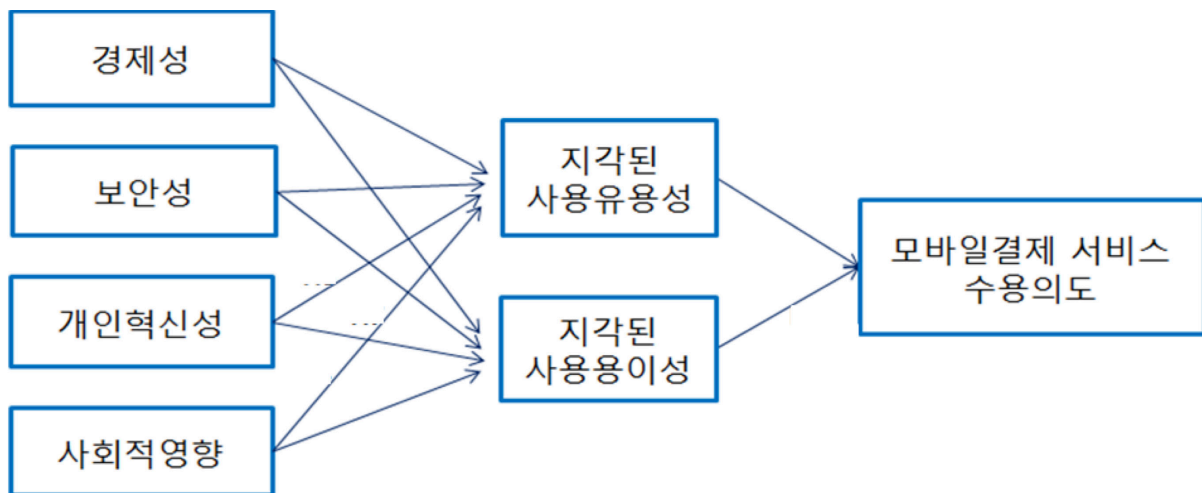 경제성
보안성
개인혁신성
사회적영향
지각된
사용유용성
지각된
사용용이성
모바일결제 서비스
수용의도